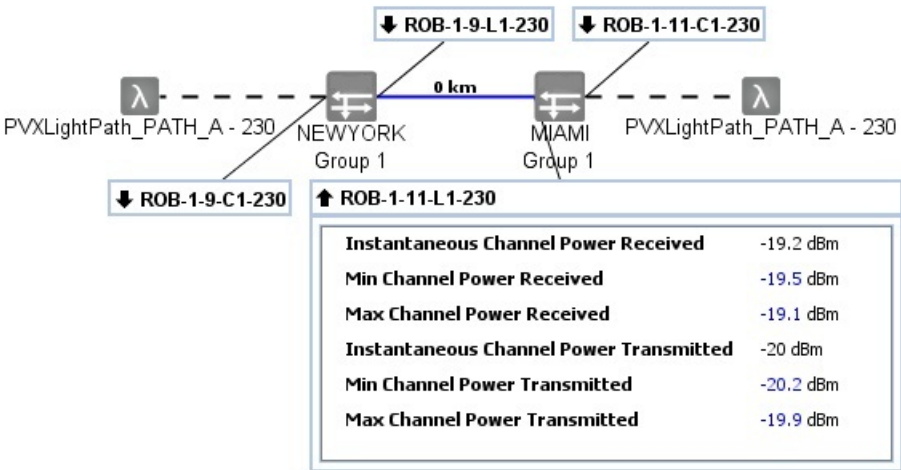 ROB-1-9-L1-230
ROB-1-11-C1-230
0 km
λ
λ
PVXLightPath_PATH_A - 230
NEWYORK
Group 1
MIAMI
Group 1
PVXLightPath_PATH_A - 230
ROB-1-9-C1-230
ROB-1-11-L1-230
Instantaneous Channel Power Received -19.2 dBm
Min Channel Power Received -19.5 dBm
Max Channel Power Received -19.1 dBm
Instantaneous Channel Power Transmitted -20 dBm
Min Channel Power Transmitted -20.2 dBm
Max Channel Power Transmitted -19.9 dBm